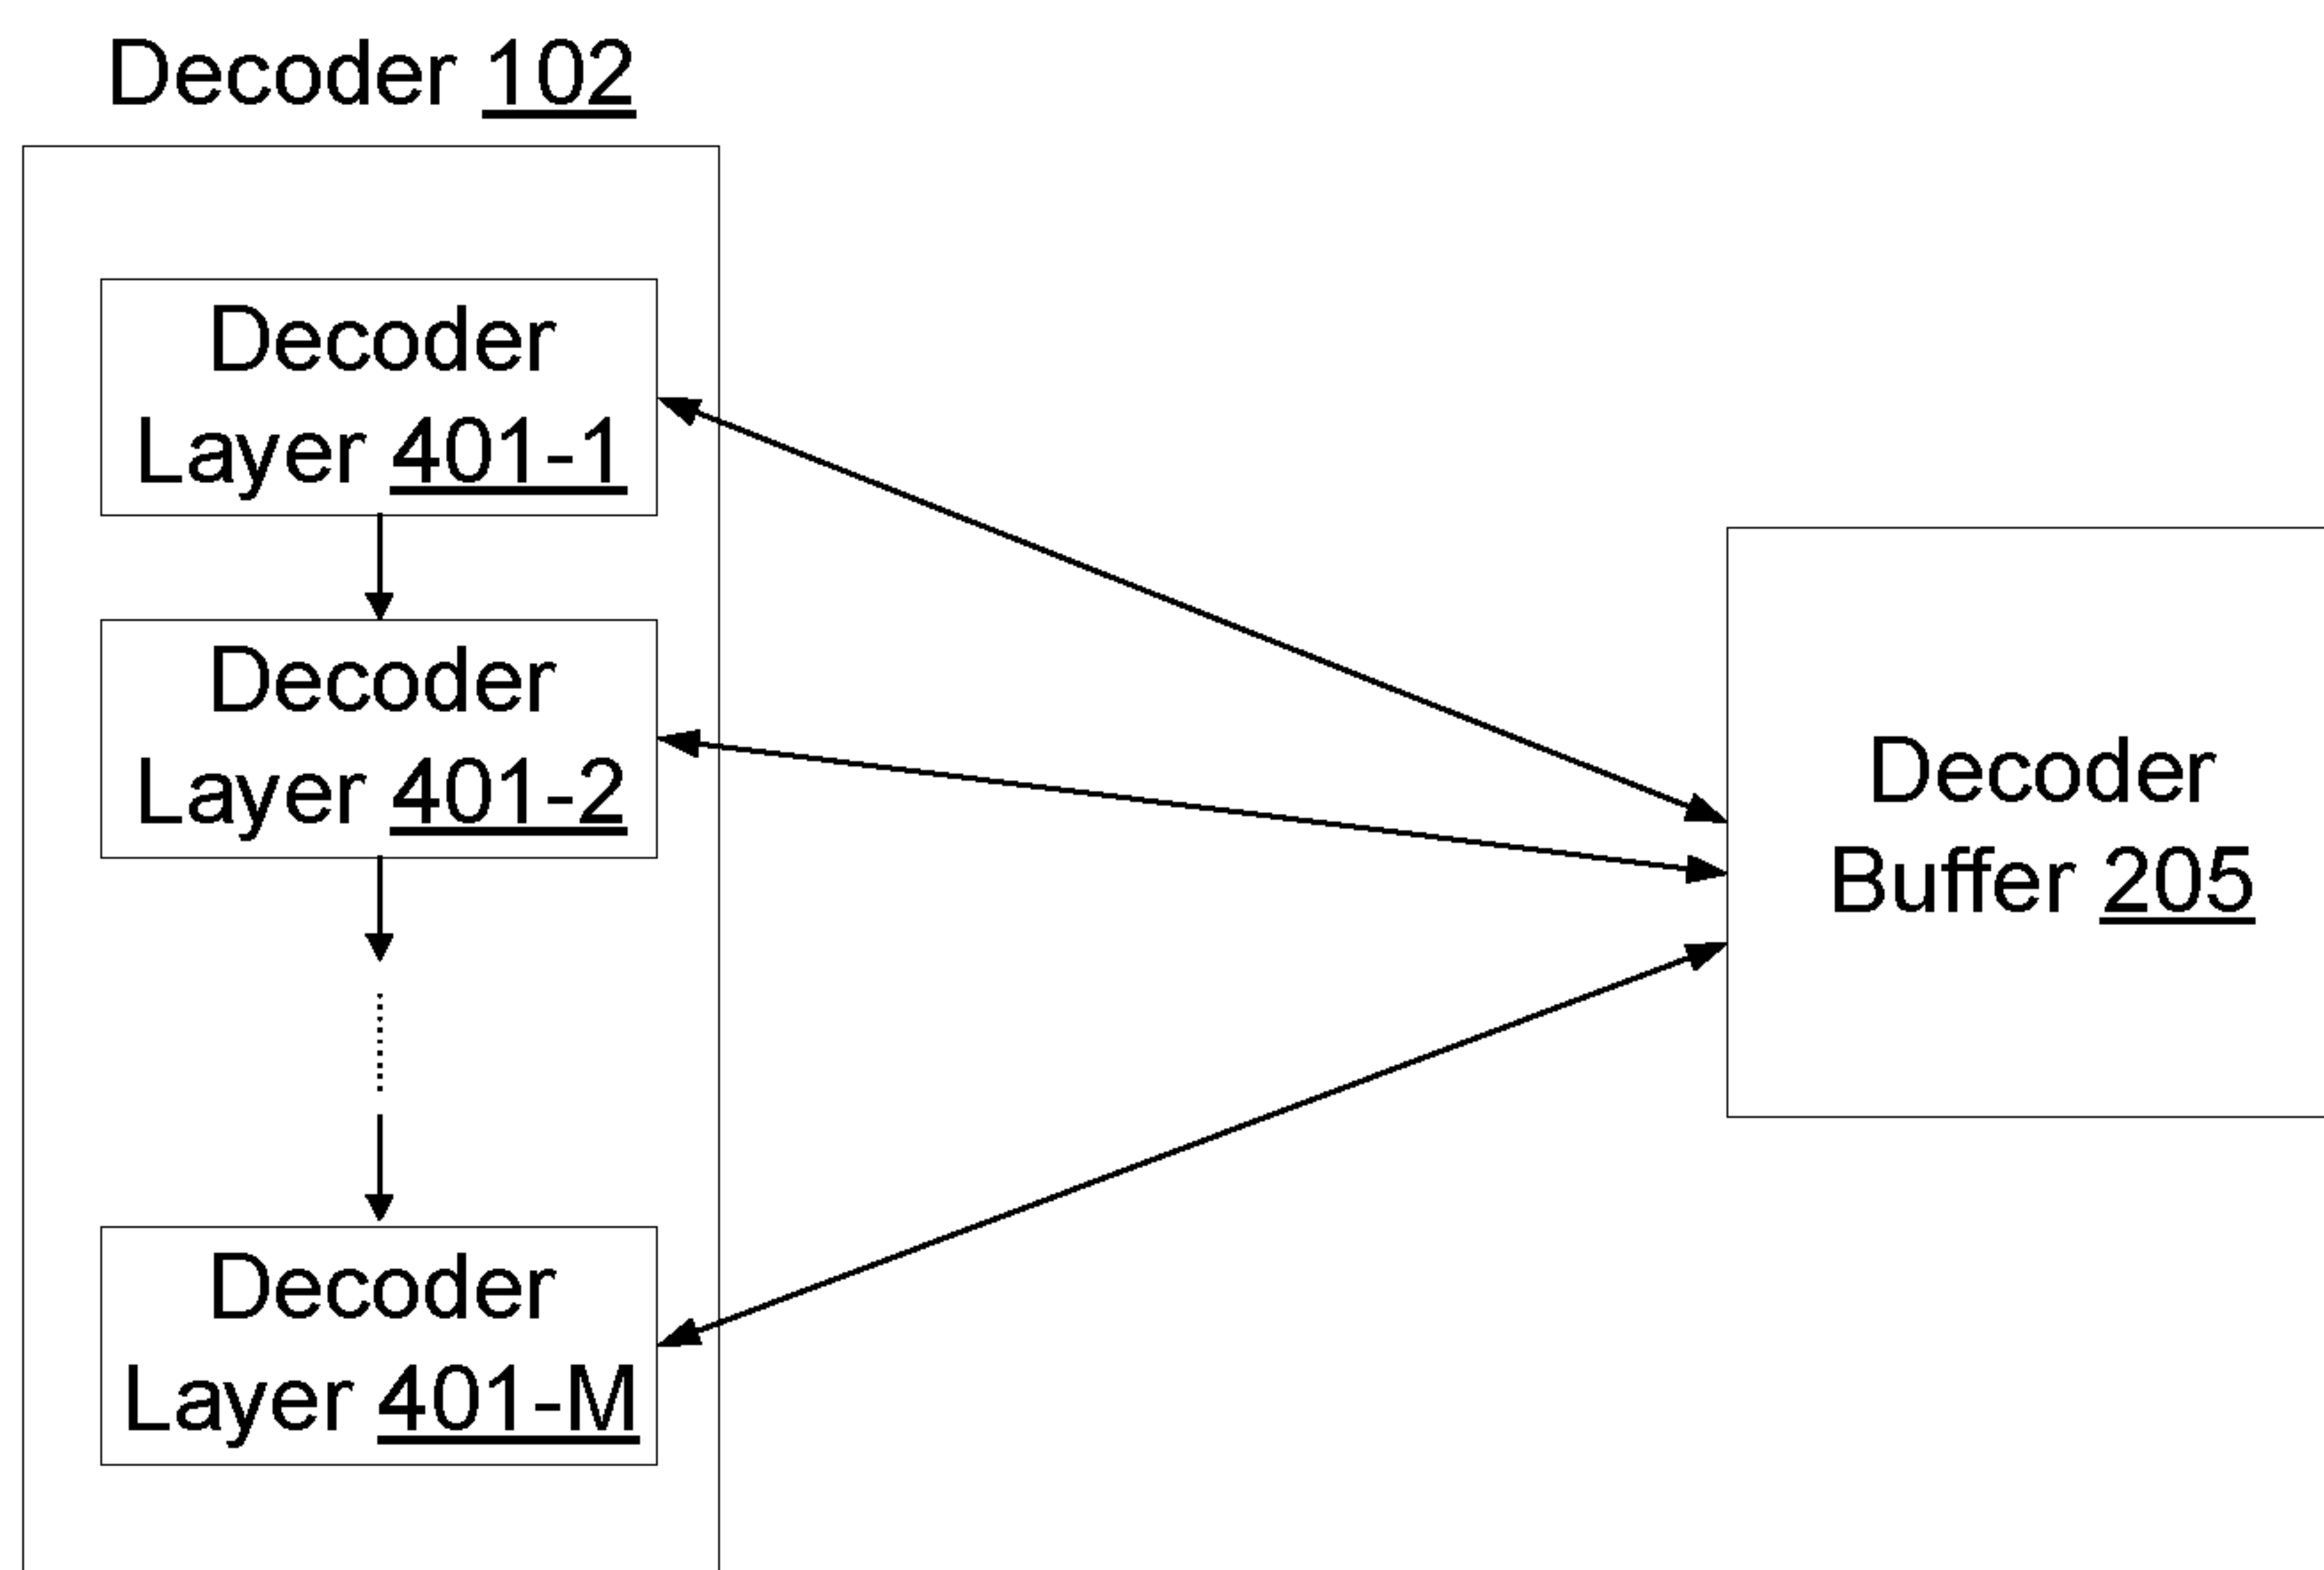 Decoder 102
Decoder
Layer 401-1
Decoder
Layer 401-2
Decoder
Layer 401-M
Decoder
Buffer 205